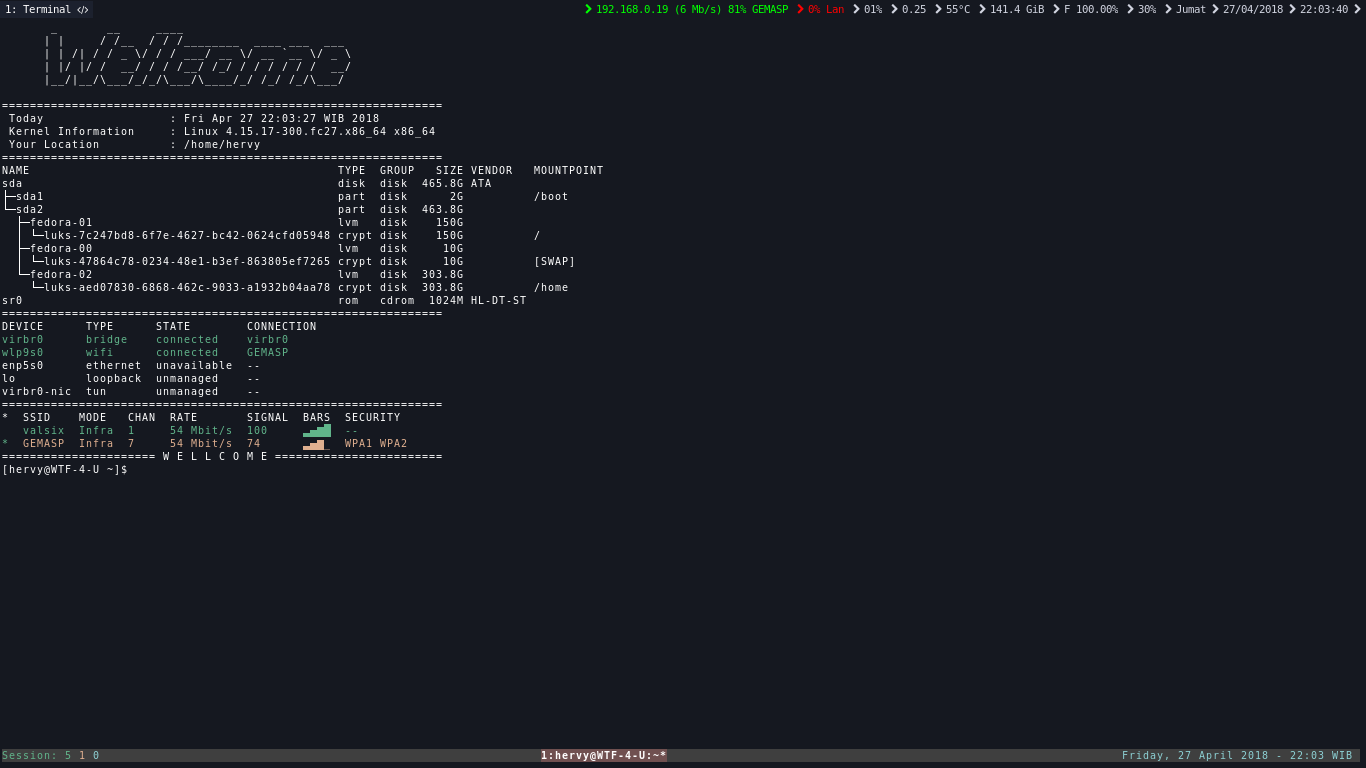 1: Terminal </> 192.168.0.19 (6 Mb/s) 81% GEMASP 0% Lan 01% 0.25 55°C 141.4 GiB F 100.00% 30% Jumat 27/04/2018 22:03:40
Wellcome
===============================================================
Today : Fri Apr 27 22:03:27 WIB 2018
Kernel Information : Linux 4.15.17-300.fc27.x86_64 x86_64
Your Location : /home/hervy
===============================================================
NAME TYPE GROUP SIZE VENDOR MOUNTPOINT
sda disk disk 465.8G ATA
├─sda1 part disk 2G /boot
└─sda2 part disk 463.8G
├─fedora-01 lvm disk 150G
│ └─luks-7c247bd8-6f7e-4627-bc42-0624cfd05948 crypt disk 150G /
├─fedora-00 lvm disk 10G
│ └─luks-47864c78-0234-48e1-b3ef-863805ef7265 crypt disk 10G [SWAP]
└─fedora-02 lvm disk 303.8G
└─luks-aed07830-6868-462c-9033-a1932b04aa78 crypt disk 303.8G /home
sr0 rom cdrom 1024M HL-DT-ST
===============================================================
DEVICE TYPE STATE CONNECTION
virbr0 bridge connected virbr0
wlp9s0 wifi connected GEMASP
enp5s0 ethernet unavailable --
lo loopback unmanaged --
virbr0-nic tun unmanaged --
===============================================================
* SSID MODE CHAN RATE SIGNAL BARS SECURITY
valsix Infra 1 54 Mbit/s 100 ▂▄▆█ --
* GEMASP Infra 7 54 Mbit/s 74 ▂▄▆_ WPA1 WPA2
====================== W E L L C O M E ========================
[hervy@WTF-4-U ~]$
Session: 5 1 0 1:hervy@WTF-4-U:~* Friday, 27 April 2018 - 22:03 WIB